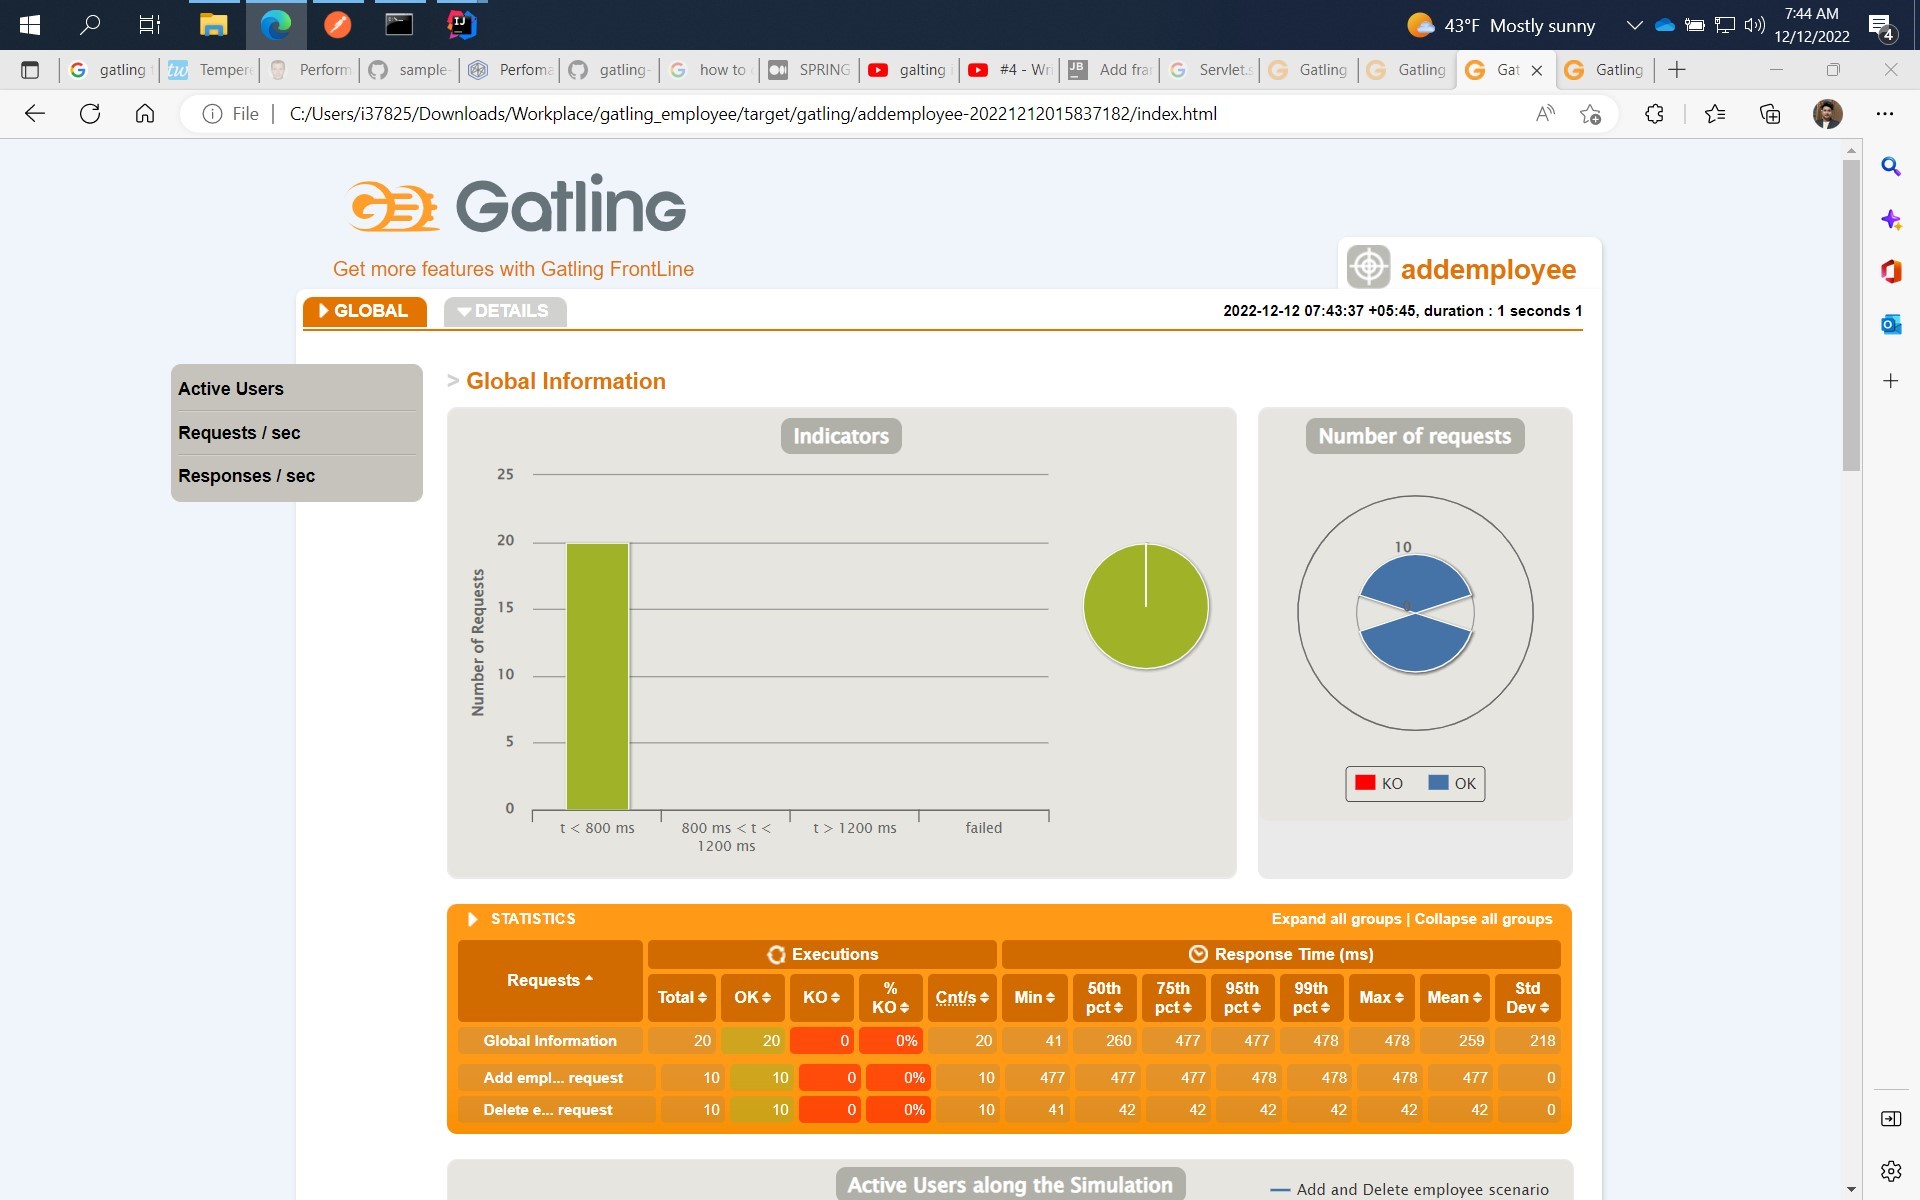 43°F Mostly sunny
7:44 AM
12/12/2022
4
gatling
Temper
Perform
sample-
Perfoma
gatling-
how to
SPRING
galting
#4 - Wri
Add fra
Servlet.s
Gatling
Gatling
Gat
Gatling
File
C:/Users/i37825/Downloads/Workplace/gatling_employee/target/gatling/addemployee-20221212015837182/index.html
Gatling
Get more features with Gatling FrontLine
addemployee
GLOBAL
DETAILS
2022-12-12 07:43:37 +05:45, duration : 1 seconds 1
Active Users
Requests / sec
Responses / sec
> Global Information
Indicators
Number of Requests
25
20
15
10
5
0
t < 800 ms
800 ms < t <
1200 ms
t > 1200 ms
failed
Number of requests
10
0
KO
OK
STATISTICS
Expand all groups | Collapse all groups
Requests
Executions
Response Time (ms)
Total OK KO % KO Cnt/s Min 50th pct 75th pct 95th pct 99th pct Max Mean Std Dev
Global Information 20 20 0 0% 20 41 260 477 477 478 478 259 218
Add empl... request 10 10 0 0% 10 477 477 477 478 478 478 477 0
Delete e... request 10 10 0 0% 10 41 42 42 42 42 42 42 0
Active Users along the Simulation
Add and Delete employee scenario